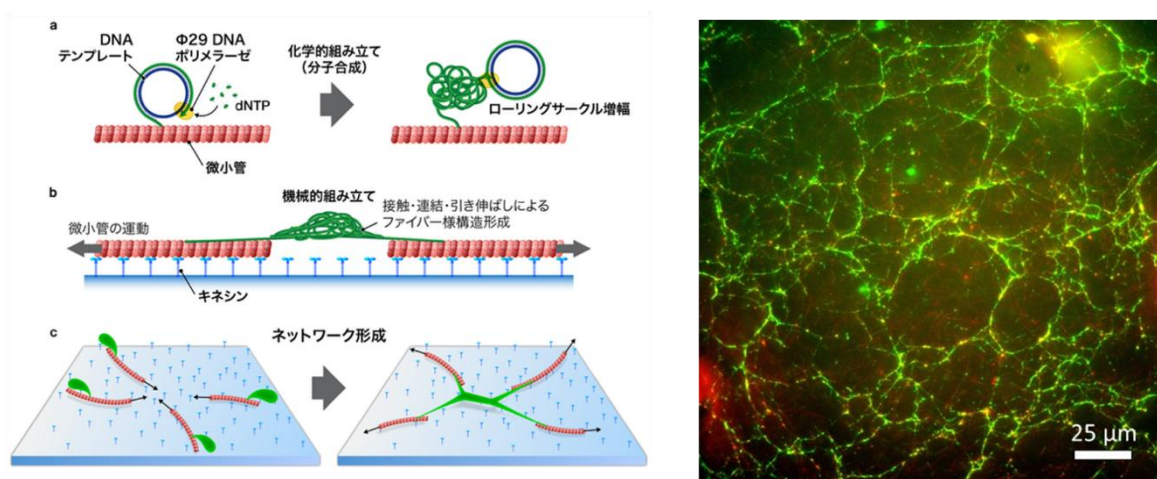 a
DNA
テンプレート
Φ29 DNA
ポリメラーゼ
dNTP
化学的組み立て
(分子合成)
ローリングサークル増幅
微小管
b
機械的組み立て
微小管の運動
接触・連結・引き伸ばしによる
ファイバー様構造形成
キネシン
c
ネットワーク形成
25 μm